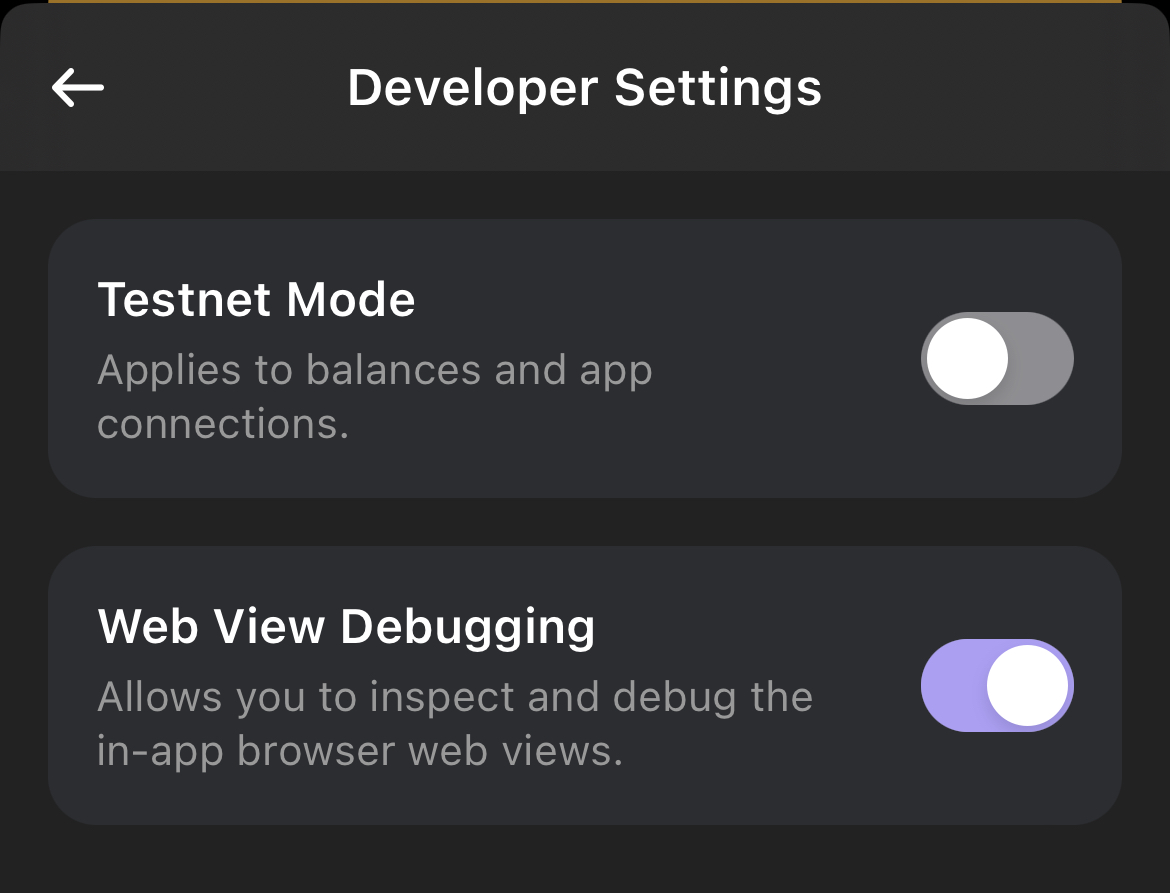 Developer Settings
Testnet Mode
Applies to balances and app
connections.
Web View Debugging
Allows you to inspect and debug the
in-app browser web views.